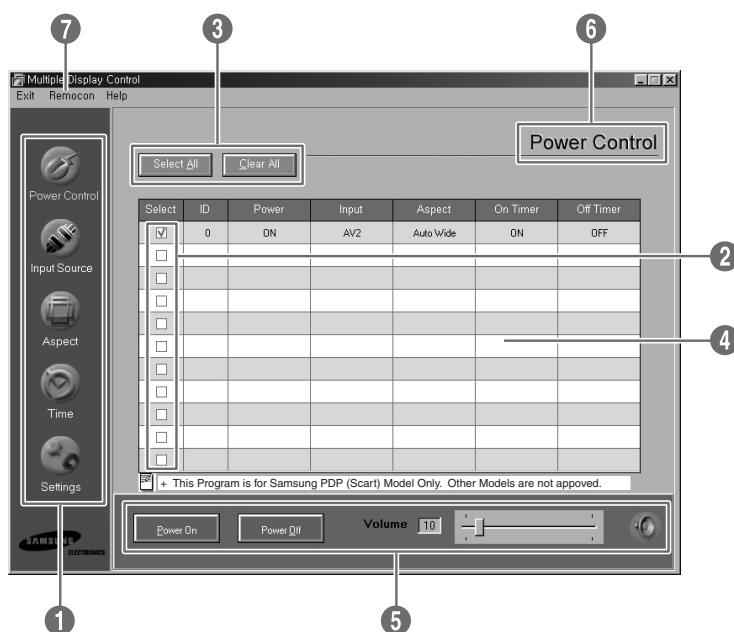 7 3 6
Multiple Display Control
Exit Remocon Help
Power Control
Select All Clear All
Power Control
Select ID Power Input Aspect On Timer Off Timer
0 ON AV2 Auto Wide ON OFF
Input Source
2
Aspect
4
Time
Settings
+ This Program is for Samsung PDP (Scart) Model Only. Other Models are not appoved.
Power On Power Off Volume 10
SAMSUNG
ELECTRONICS
1 5